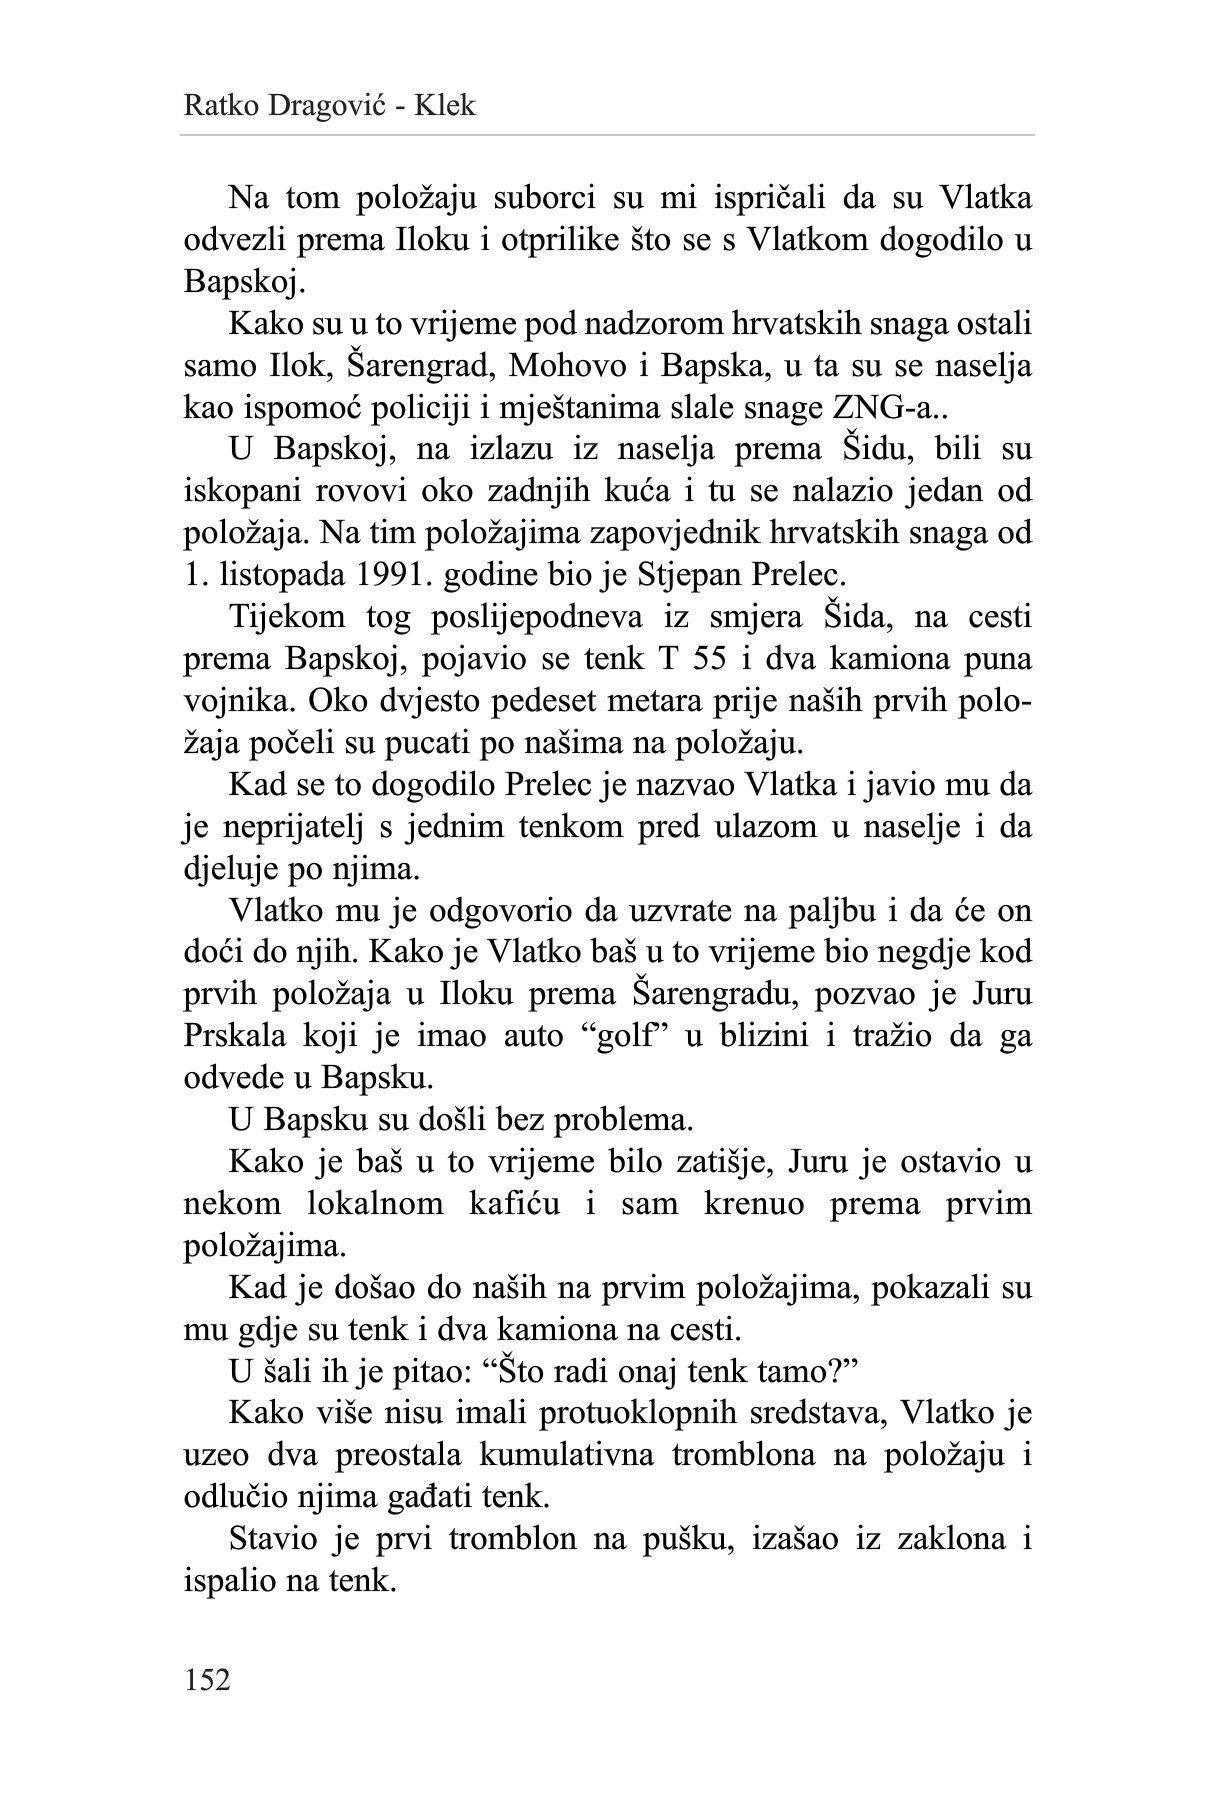 Ratko Dragović - Klek
Na tom položaju suborci su mi ispričali da su Vlatka
odvezli prema Iloku i otprilike što se s Vlatkom dogodilo u
Bapskoj.
Kako su u to vrijeme pod nadzorom hrvatskih snaga ostali
samo Ilok, Šarengrad, Mohovo i Bapska, u ta su se naselja
kao ispomoć policiji i mještanima slale snage ZNG-a..
U Bapskoj, na izlazu iz naselja prema Šidu, bili su
iskopani rovovi oko zadnjih kuća i tu se nalazio jedan od
položaja. Na tim položajima zapovjednik hrvatskih snaga od
1. listopada 1991. godine bio je Stjepan Prelec.
Tijekom tog poslijepodneva iz smjera Šida, na cesti
prema Bapskoj, pojavio se tenk T 55 i dva kamiona puna
vojnika. Oko dvjesto pedeset metara prije naših prvih polo-
žaja počeli su pucati po našima na položaju.
Kad se to dogodilo Prelec je nazvao Vlatka i javio mu da
je neprijatelj s jednim tenkom pred ulazom u naselje i da
djeluje po njima.
Vlatko mu je odgovorio da uzvrate na paljbu i da će on
doći do njih. Kako je Vlatko baš u to vrijeme bio negdje kod
prvih položaja u Iloku prema Šarengradu, pozvao je Juru
Prskala koji je imao auto “golf” u blizini i tražio da ga
odvede u Bapsku.
U Bapsku su došli bez problema.
Kako je baš u to vrijeme bilo zatišje, Juru je ostavio u
nekom lokalnom kafiću i sam krenuo prema prvim
položajima.
Kad je došao do naših na prvim položajima, pokazali su
mu gdje su tenk i dva kamiona na cesti.
U šali ih je pitao: “Što radi onaj tenk tamo?”
Kako više nisu imali protuoklopnih sredstava, Vlatko je
uzeo dva preostala kumulativna tromblona na položaju i
odlučio njima gađati tenk.
Stavio je prvi tromblon na pušku, izašao iz zaklona i
ispalio na tenk.
152